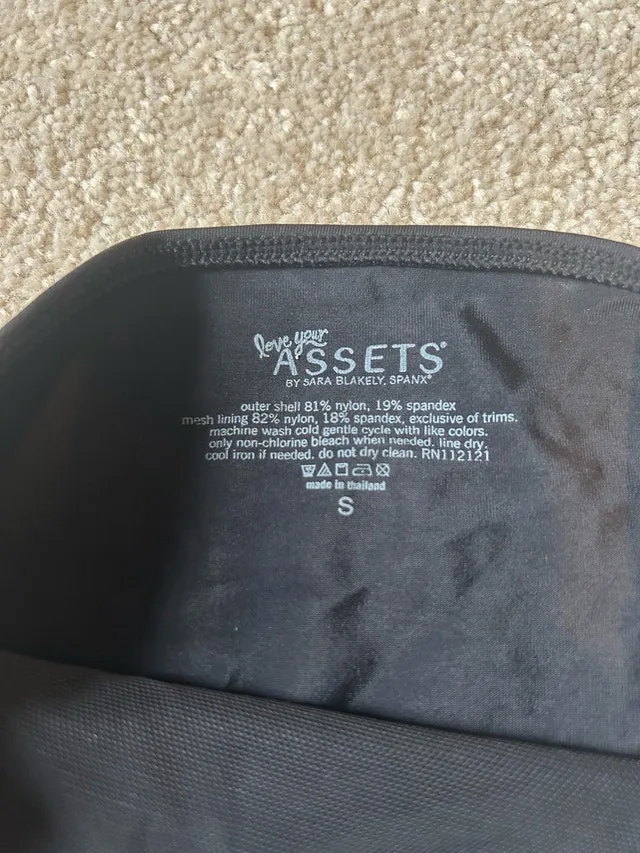 love your
ASSETS®
BY SARA BLAKELY, SPANX®
outer shell 81% nylon, 19% spandex
mesh lining 82% nylon, 18% spandex, exclusive of trims.
machine wash cold gentle cycle with like colors.
only non-chlorine bleach when needed. line dry.
cool iron if needed. do not dry clean. RN112121
made in thailand
S